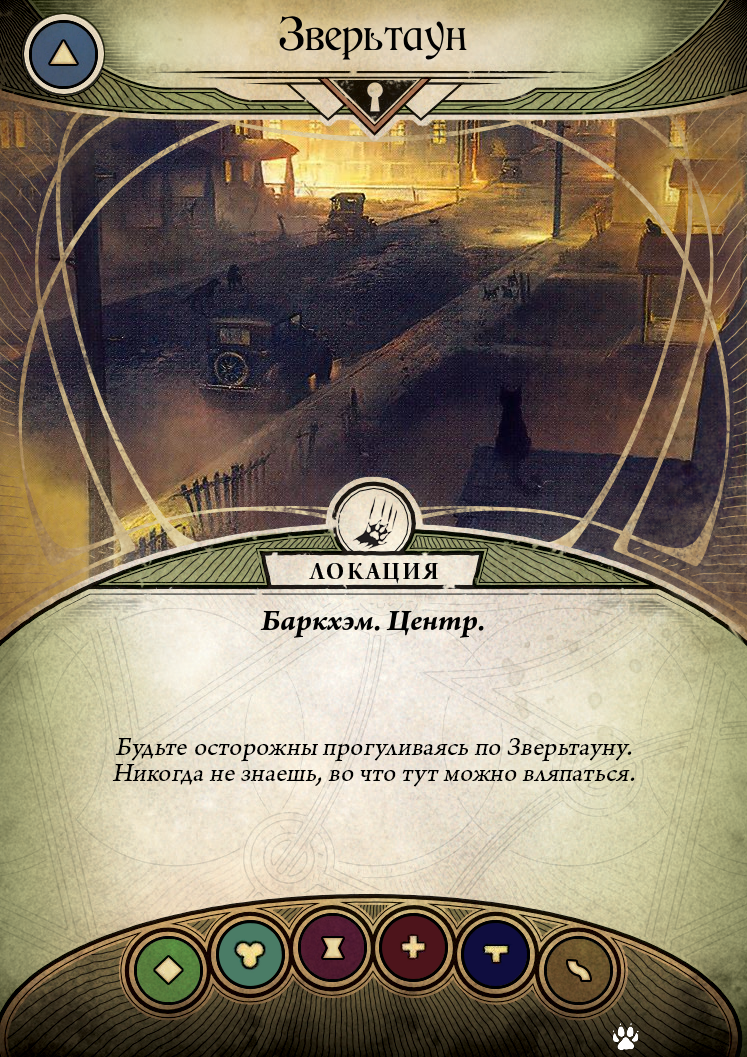 Зверьтаун
ЛОКАЦИЯ
Баркхэм. Центр.
Будьте осторожны прогуливаясь по Зверьтауну.
Никогда не знаешь, во что тут можно вляпаться.